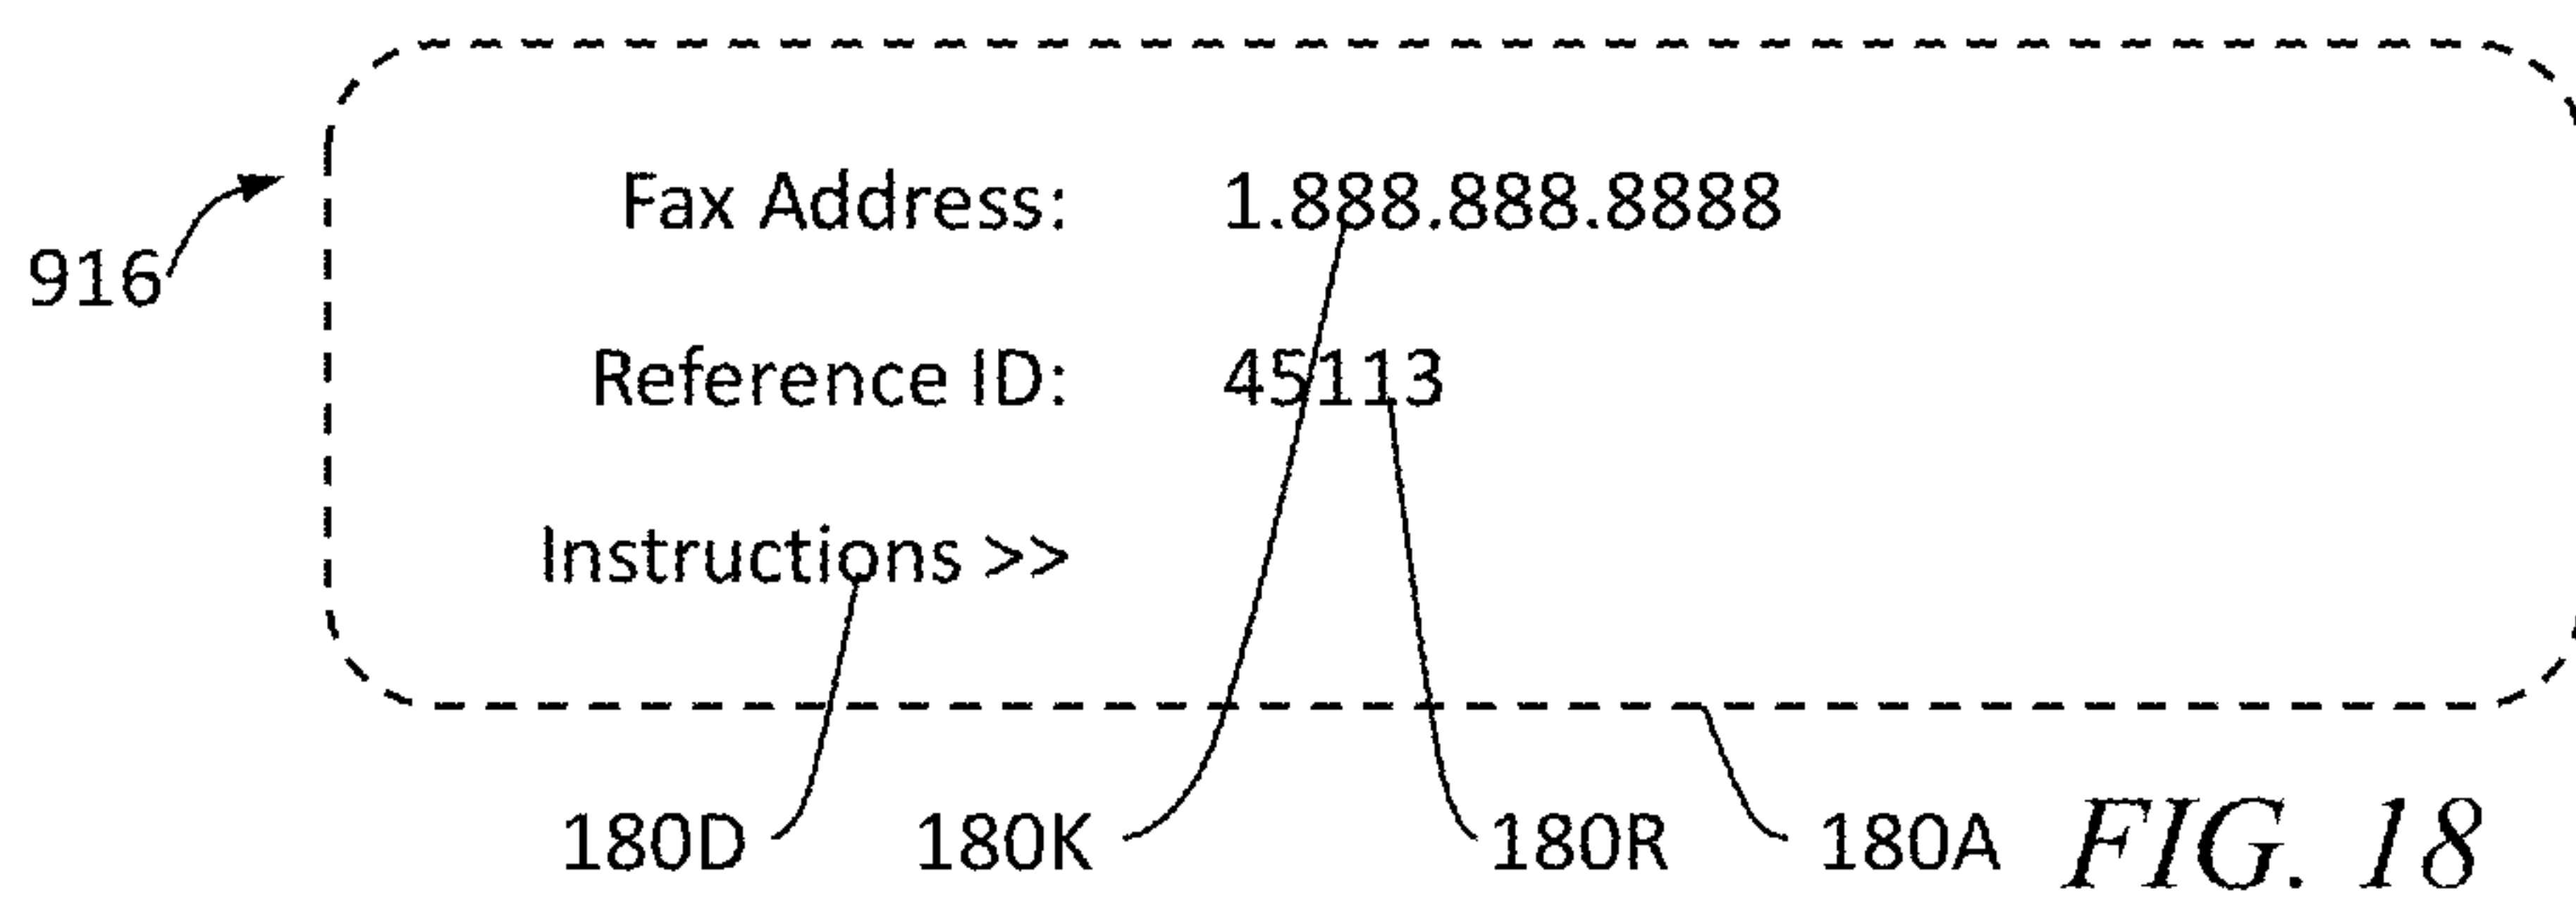 Fax Address: 1.888.888.8888
916
Reference ID: 45113
Instructions >>
180D 180K 180R 180A FIG. 18